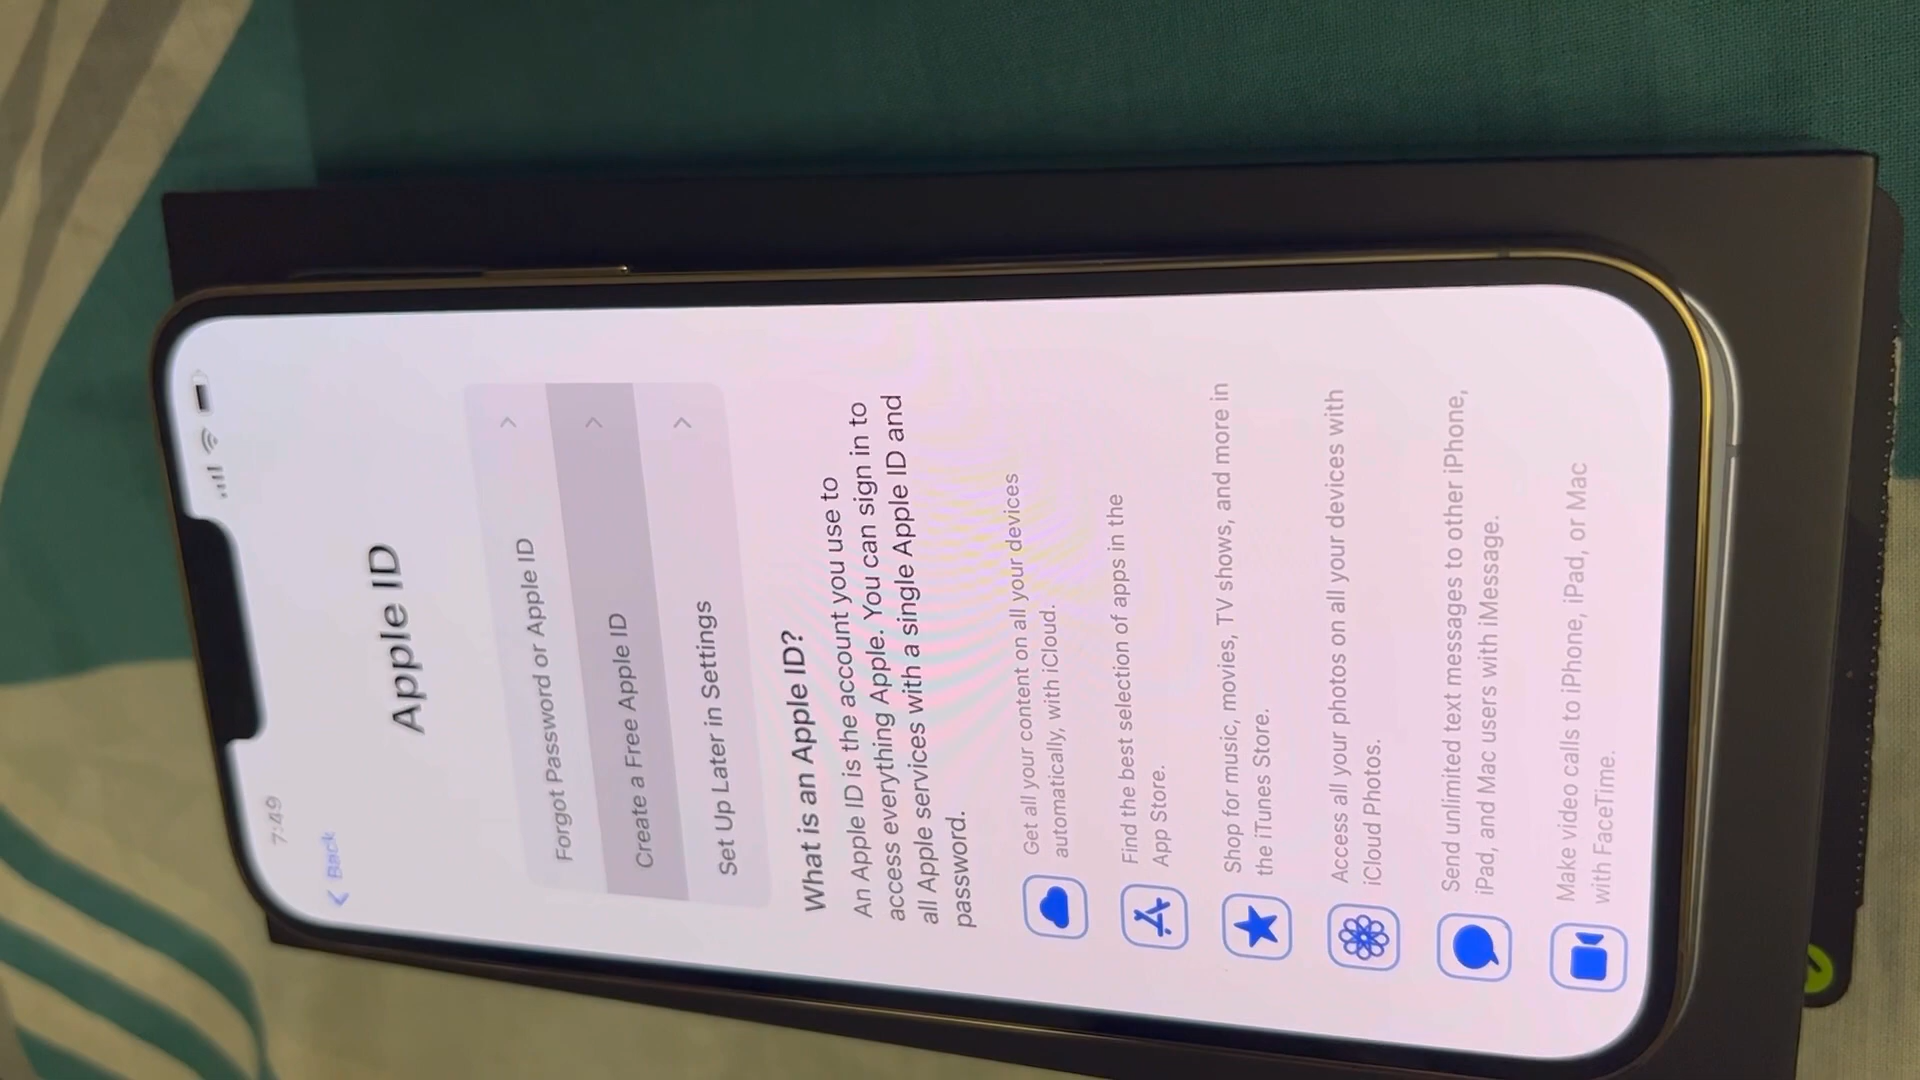 7:49
Back
Apple ID
Forgot Password or Apple ID
Create a Free Apple ID
Set Up Later in Settings
What is an Apple ID?
An Apple ID is the account you use to
access everything Apple. You can sign in to
all Apple services with a single Apple ID and
password.
Get all your content on all your devices
automatically, with iCloud.
Find the best selection of apps in the
App Store.
Shop for music, movies, TV shows, and more in
the iTunes Store.
Access all your photos on all your devices with
iCloud Photos.
Send unlimited text messages to other iPhone,
iPad, and Mac users with iMessage.
Make video calls to iPhone, iPad, or Mac
with FaceTime.